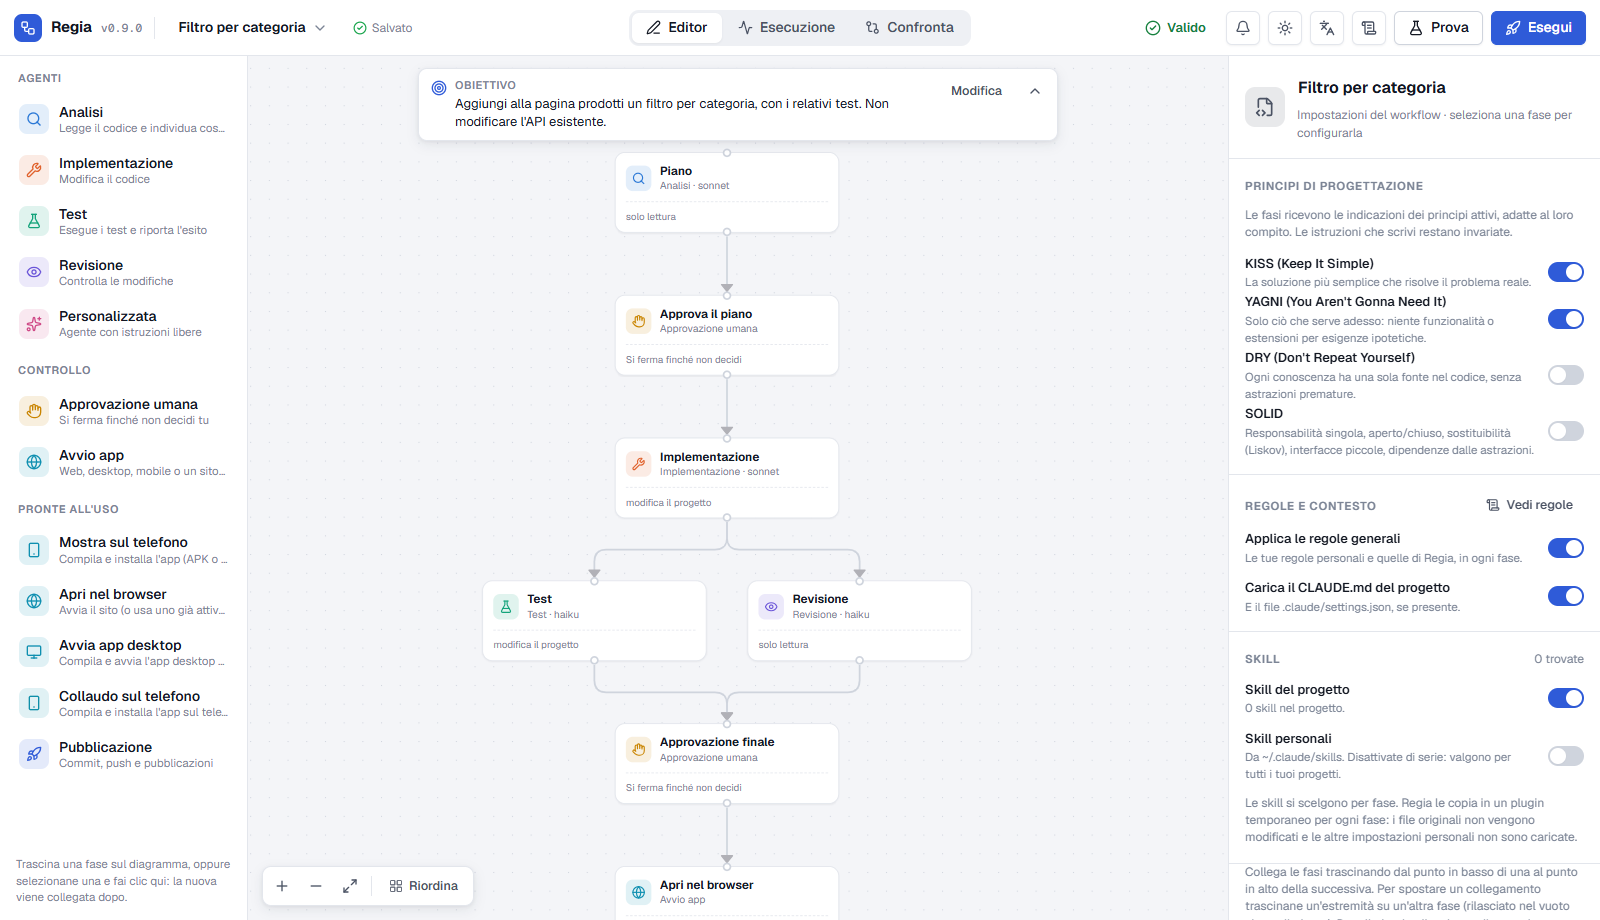 Regia v0.9.0
Filtro per categoria
Salvato
Editor
Esecuzione
Confronta
Valido
Prova
Esegui
AGENTI
Analisi
Legge il codice e individua cos...
Implementazione
Modifica il codice
Test
Esegue i test e riporta l'esito
Revisione
Controlla le modifiche
Personalizzata
Agente con istruzioni libere
CONTROLLO
Approvazione umana
Si ferma finché non decidi tu
Avvio app
Web, desktop, mobile o un sito...
PRONTE ALL'USO
Mostra sul telefono
Compila e installa l'app (APK o ...
Apri nel browser
Avvia il sito (o usa uno già attiv...
Avvia app desktop
Compila e avvia l'app desktop ...
Collaudo sul telefono
Compila e installa l'app sul tele...
Pubblicazione
Commit, push e pubblicazioni
Trascina una fase sul diagramma, oppure
selezionane una e fai clic qui: la nuova
viene collegata dopo.
OBIETTIVO
Aggiungi alla pagina prodotti un filtro per categoria, con i relativi test. Non
modificare l'API esistente.
Modifica
Piano
Analisi · sonnet
solo lettura
Approva il piano
Approvazione umana
Si ferma finché non decidi
Implementazione
Implementazione · sonnet
modifica il progetto
Test
Test · haiku
modifica il progetto
Revisione
Revisione · haiku
solo lettura
Approvazione finale
Approvazione umana
Si ferma finché non decidi
Apri nel browser
Avvio app
Riordina
Filtro per categoria
Impostazioni del workflow · seleziona una fase per
configurarla
PRINCIPI DI PROGETTAZIONE
Le fasi ricevono le indicazioni dei principi attivi, adatte al loro
compito. Le istruzioni che scrivi restano invariate.
KISS (Keep It Simple)
La soluzione più semplice che risolve il problema reale.
YAGNI (You Aren't Gonna Need It)
Solo ciò che serve adesso: niente funzionalità o
estensioni per esigenze ipotetiche.
DRY (Don't Repeat Yourself)
Ogni conoscenza ha una sola fonte nel codice, senza
astrazioni premature.
SOLID
Responsabilità singola, aperto/chiuso, sostituibilità
(Liskov), interfacce piccole, dipendenze dalle astrazioni.
REGOLE E CONTESTO
Vedi regole
Applica le regole generali
Le tue regole personali e quelle di Regia, in ogni fase.
Carica il CLAUDE.md del progetto
E il file .claude/settings.json, se presente.
SKILL
0 trovate
Skill del progetto
0 skill nel progetto.
Skill personali
Da ~/.claude/skills. Disattivate di serie: valgono per
tutti i tuoi progetti.
Le skill si scelgono per fase. Regia le copia in un plugin
temporaneo per ogni fase: i file originali non vengono
modificati e le altre impostazioni personali non sono caricate.
Collega le fasi trascinando dal punto in basso di una al punto
in alto della successiva. Per spostare un collegamento
trascinane un'estremità su un'altra fase (rilasciato nel vuoto